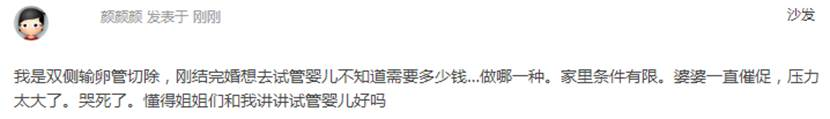 颜颜颜 发表于 刚刚 沙发
我是双侧输卵管切除，刚结完婚想去试管婴儿不知道需要多少钱...做哪一种。家里条件有限。婆婆一直催促，压力
太大了。哭死了。懂得姐姐们和我讲讲试管婴儿好吗